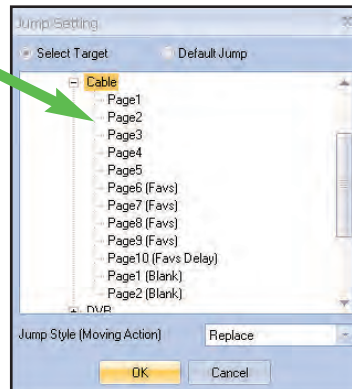 Jump Setting
Select Target Default Jump
Cable
Page1
Page2
Page3
Page4
Page5
Page6 (Favs)
Page7 (Favs)
Page8 (Favs)
Page9 (Favs)
Page10 (Favs Delay)
Page1 (Blank)
Page2 (Blank)
DVR
Jump Style (Moving Action) Replace
OK Cancel